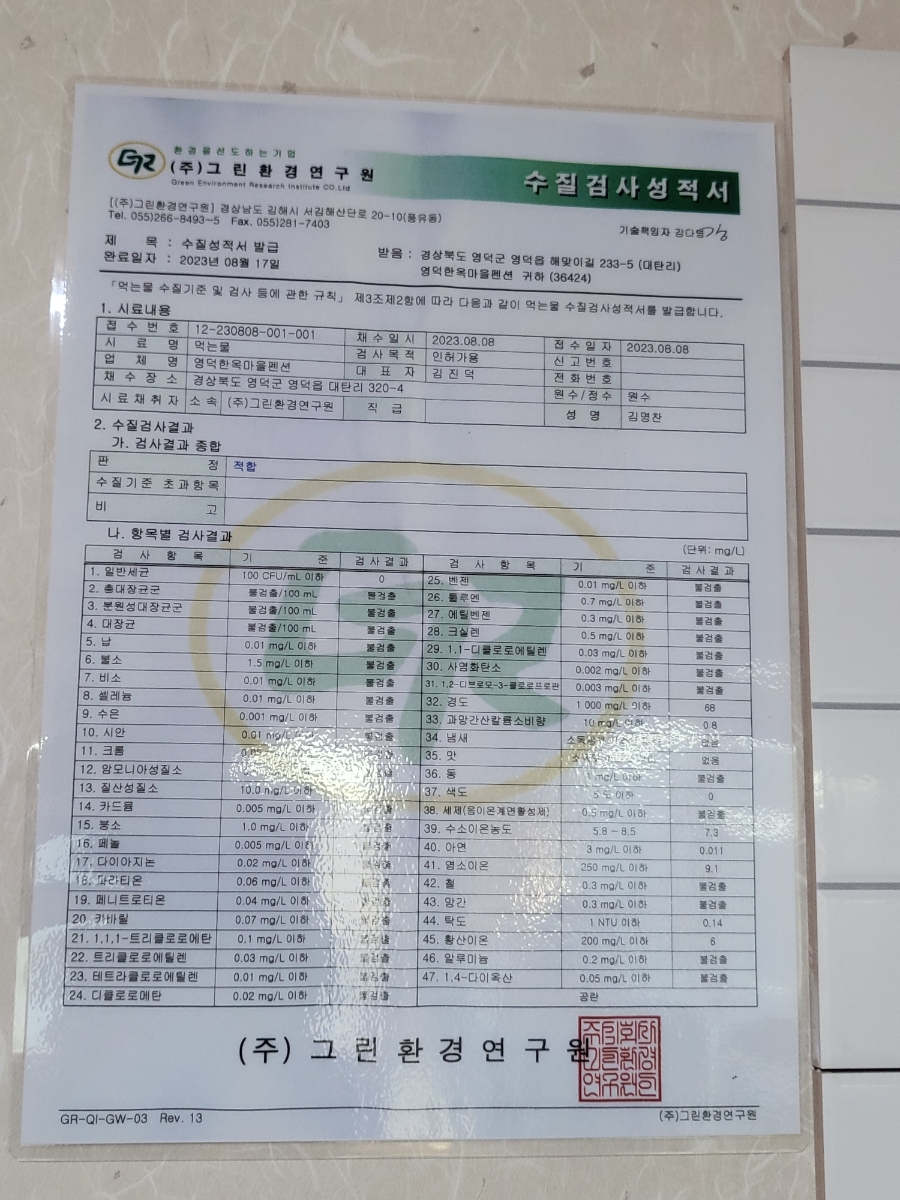 GR
환경을선도하는기업
(주)그린환경연구원
Green Environment Research Institute CO.Ltd
수질검사성적서
[(주)그린환경연구원] 경상남도 김해시 서김해산단로 20-10(풍유동)
Tel. 055)266-8493~5 Fax. 055)281-7403
기술책임자 강다영
제 목 : 수질성적서 발급
완료일자 : 2023년 08월 17일
받음 : 경상북도 영덕군 영덕읍 해맞이길 233-5 (대탄리)
영덕한옥마을펜션 귀하 (36424)
「먹는물 수질기준 및 검사 등에 관한 규칙」 제3조제2항에 따라 다음과 같이 먹는물 수질검사성적서를 발급합니다.
1. 시료내용
접수번호 12-230808-001-001 채수일시 2023.08.08 접수일자 2023.08.08
시료명 먹는물 검사목적 인허가용 신고번호
업체명 영덕한옥마을펜션 대표자 김진덕 전화번호
채수장소 경상북도 영덕군 영덕읍 대탄리 320-4 원수/정수 원수
시료채취자 소속 (주)그린환경연구원 직급 성명 김명찬
2. 수질검사결과
가. 검사결과 종합
판정 적합
수질기준 초과항목
비고
나. 항목별 검사결과
(단위: mg/L)
검사항목 기준 검사결과 검사항목 기준 검사결과
1. 일반세균 100 CFU/mL 이하 0 25. 벤젠 0.01 mg/L 이하 불검출
2. 총대장균군 불검출/100 mL 불검출 26. 톨루엔 0.7 mg/L 이하 불검출
3. 분원성대장균군 불검출/100 mL 불검출 27. 에틸벤젠 0.3 mg/L 이하 불검출
4. 대장균 불검출/100 mL 불검출 28. 크실렌 0.5 mg/L 이하 불검출
5. 납 0.01 mg/L 이하 불검출 29. 1,1-디클로로에틸렌 0.03 mg/L 이하 불검출
6. 불소 1.5 mg/L 이하 불검출 30. 사염화탄소 0.002 mg/L 이하 불검출
7. 비소 0.01 mg/L 이하 불검출 31. 1,2-디브로모-3-클로로프로판 0.003 mg/L 이하 불검출
8. 셀레늄 0.01 mg/L 이하 불검출 32. 경도 1 000 mg/L 이하 68
9. 수은 0.001 mg/L 이하 불검출 33. 과망간산칼륨소비량 10 mg/L 이하 0.8
10. 시안 0.01 mg/L 이하 불검출 34. 냄새 없음
11. 크롬 35. 맛 없음
12. 암모니아성질소 36. 동 1 mg/L 이하 불검출
13. 질산성질소 10.0 mg/L 이하 37. 색도 5 도 이하 0
14. 카드뮴 0.005 mg/L 이하 불검출 38. 세제(음이온계면활성제) 0.5 mg/L 이하 불검출
15. 붕소 1.0 mg/L 이하 불검출 39. 수소이온농도 5.8 ~ 8.5 7.3
16. 페놀 0.005 mg/L 이하 불검출 40. 아연 3 mg/L 이하 0.011
17. 다이아지논 0.02 mg/L 이하 불검출 41. 염소이온 250 mg/L 이하 9.1
18. 파라티온 0.06 mg/L 이하 불검출 42. 철 0.3 mg/L 이하 불검출
19. 페니트로티온 0.04 mg/L 이하 불검출 43. 망간 0.3 mg/L 이하 불검출
20. 카바릴 0.07 mg/L 이하 불검출 44. 탁도 1 NTU 이하 0.14
21. 1,1,1-트리클로로에탄 0.1 mg/L 이하 불검출 45. 황산이온 200 mg/L 이하 6
22. 트리클로로에틸렌 0.03 mg/L 이하 불검출 46. 알루미늄 0.2 mg/L 이하 불검출
23. 테트라클로로에틸렌 0.01 mg/L 이하 불검출 47. 1,4-다이옥산 0.05 mg/L 이하 불검출
24. 디클로로메탄 0.02 mg/L 이하 불검출 공란
(주) 그린환경연구원
GR-QI-GW-03 Rev. 13
(주)그린환경연구원